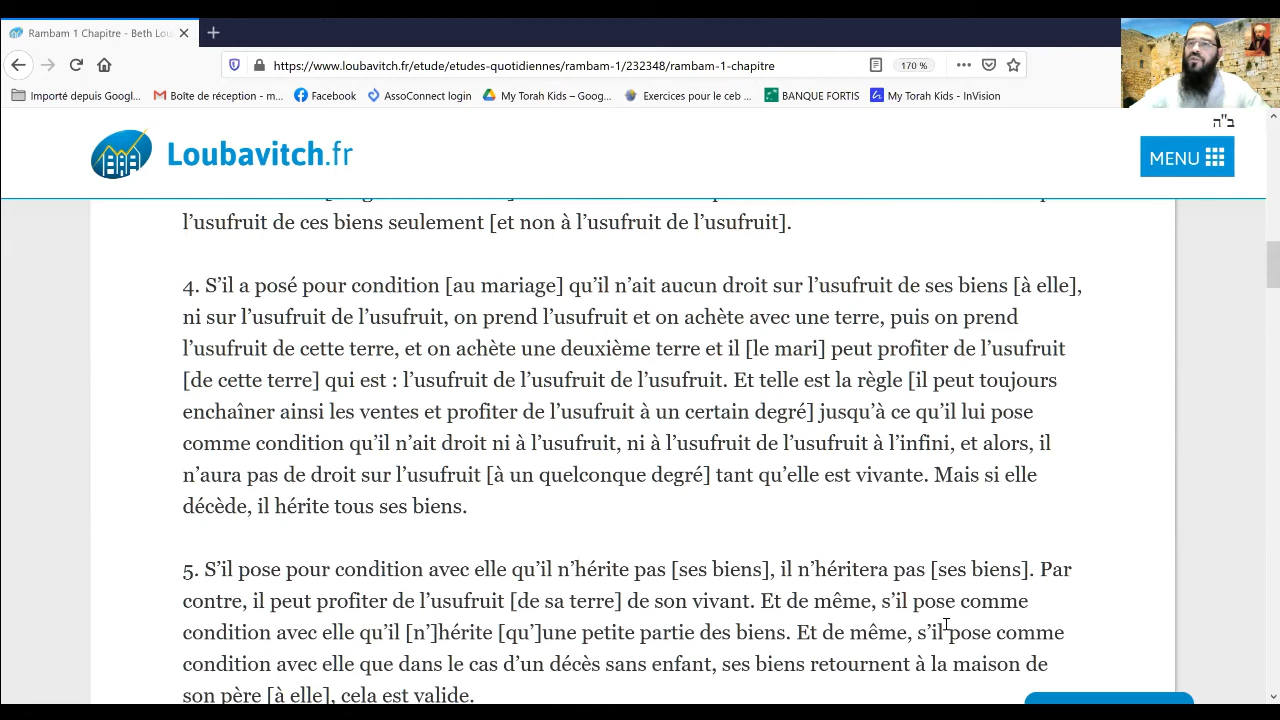 Rambam 1 Chapitre - Beth Lou
https://www.loubavitch.fr/etude/etudes-quotidiennes/rambam-1/232348/rambam-1-chapitre
170 %
Importé depuis Googl...
Boîte de réception - m...
Facebook
AssoConnect login
My Torah Kids – Goog...
Exercices pour le ceb ...
BANQUE FORTIS
My Torah Kids - InVision
ב"ה
Loubavitch.fr
MENU
l’usufruit de ces biens seulement [et non à l’usufruit de l’usufruit].
4. S’il a posé pour condition [au mariage] qu’il n’ait aucun droit sur l’usufruit de ses biens [à elle],
ni sur l’usufruit de l’usufruit, on prend l’usufruit et on achète avec une terre, puis on prend
l’usufruit de cette terre, et on achète une deuxième terre et il [le mari] peut profiter de l’usufruit
[de cette terre] qui est : l’usufruit de l’usufruit de l’usufruit. Et telle est la règle [il peut toujours
enchaîner ainsi les ventes et profiter de l’usufruit à un certain degré] jusqu’à ce qu’il lui pose
comme condition qu’il n’ait droit ni à l’usufruit, ni à l’usufruit de l’usufruit à l’infini, et alors, il
n’aura pas de droit sur l’usufruit [à un quelconque degré] tant qu’elle est vivante. Mais si elle
décède, il hérite tous ses biens.
5. S’il pose pour condition avec elle qu’il n’hérite pas [ses biens], il n’héritera pas [ses biens]. Par
contre, il peut profiter de l’usufruit [de sa terre] de son vivant. Et de même, s’il pose comme
condition avec elle qu’il [n’]hérite [qu’]une petite partie des biens. Et de même, s’il pose comme
condition avec elle que dans le cas d’un décès sans enfant, ses biens retournent à la maison de
son père [à elle], cela est valide.